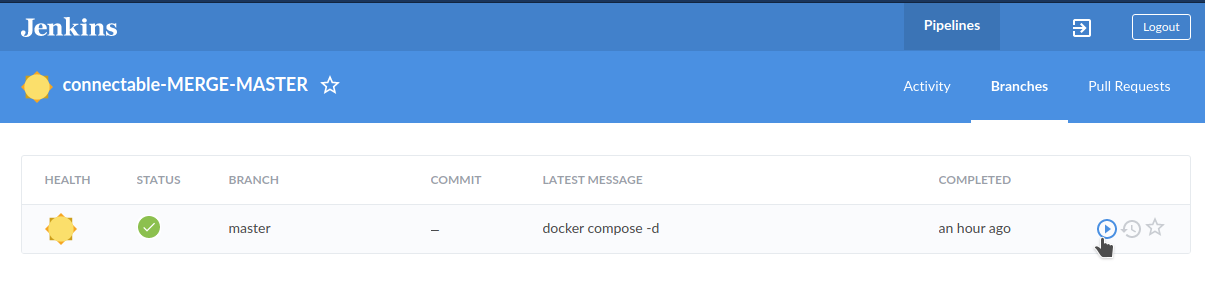 Jenkins
Pipelines
Logout
connectable-MERGE-MASTER
Activity
Branches
Pull Requests
HEALTH STATUS BRANCH COMMIT LATEST MESSAGE COMPLETED
master – docker compose -d an hour ago